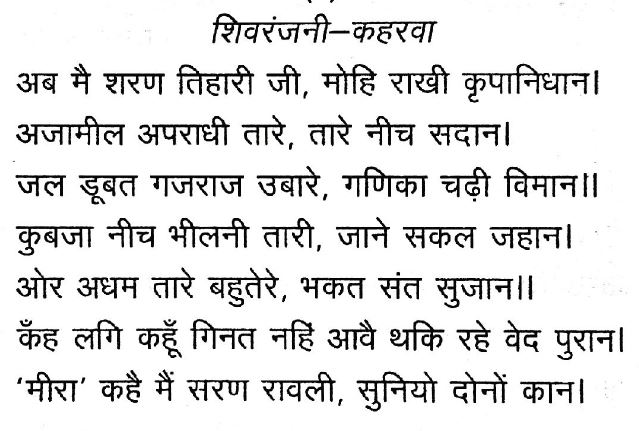 शिवरंजनी–कहरवा
अब मै शरण तिहारी जी, मोहि राखी कृपानिधान।
अजामील अपराधी तारे, तारे नीच सदान।
जल डूबत गजराज उबारे, गणिका चढ़ी विमान॥
कुबजा नीच भीलनी तारी, जाने सकल जहान।
ओर अधम तारे बहुतेरे, भकत संत सुजान॥
कँह लगि कहूँ गिनत नहिं आवै थकि रहे वेद पुरान।
'मीरा' कहै मैं सरण रावली, सुनियो दोनों कान।